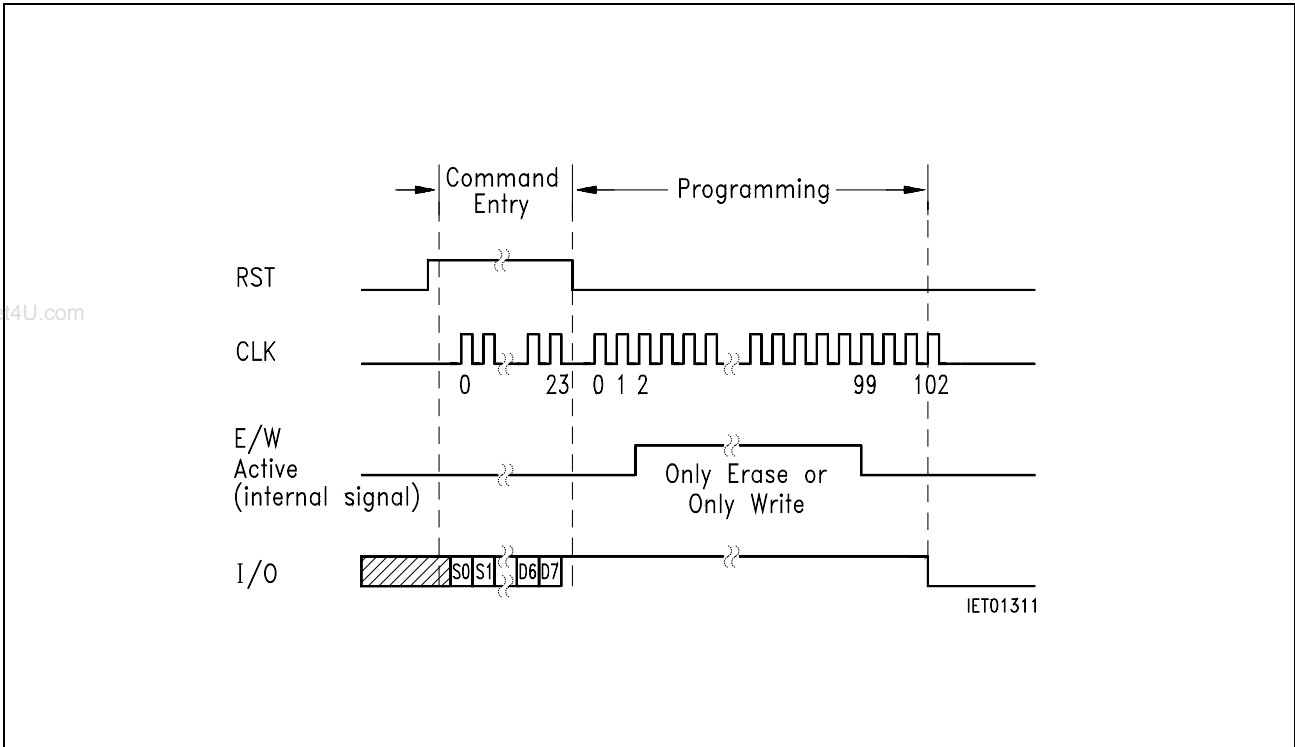 Command
Entry
Programming
RST
et4U.com
CLK
0 23 0 1 2 99 102
E/W
Active
(internal signal)
Only Erase or
Only Write
I/O
S0 S1 D6 D7
IET01311